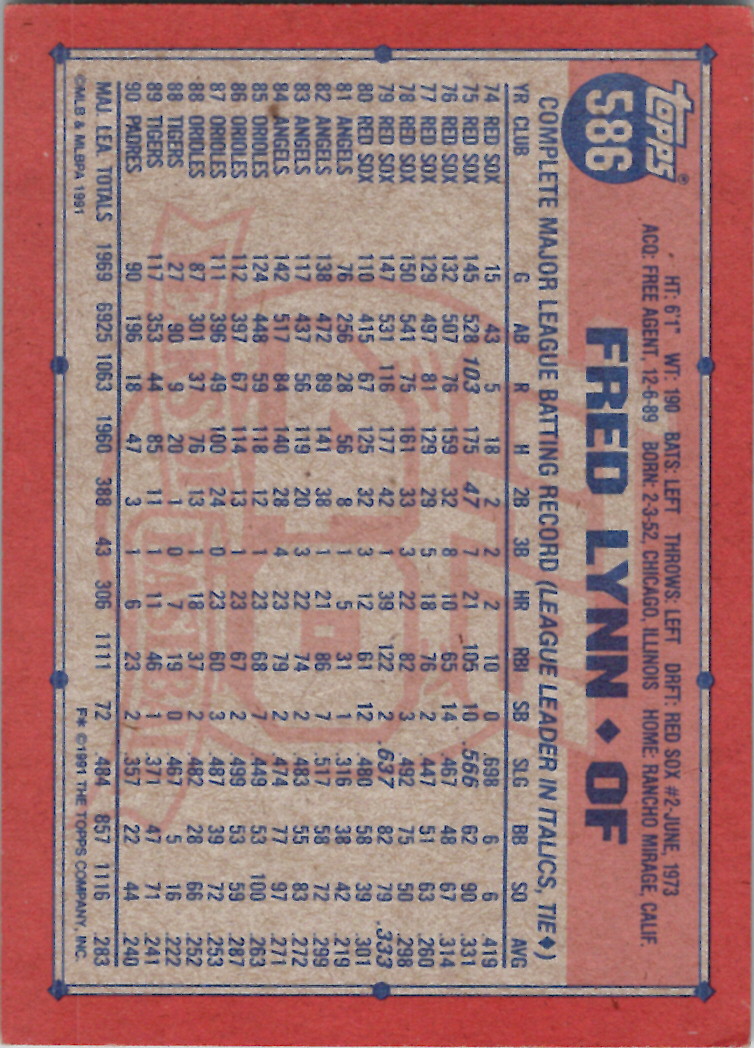 topps®
586
HT: 6'1" WT: 190 BATS: LEFT THROWS: LEFT DRFT: RED SOX #2-JUNE, 1973
ACQ: FREE AGENT, 12-6-89 BORN: 2-3-52, CHICAGO, ILLINOIS HOME: RANCHO MIRAGE, CALIF.
FRED LYNN ◆ OF
COMPLETE MAJOR LEAGUE BATTING RECORD (LEAGUE LEADER IN ITALICS, TIE◆)
YR CLUB G AB R H 2B 3B HR RBI SB SLG BB SO AVG
74 RED SOX 15 43 5 18 2 2 2 10 0 .698 6 6 .419
75 RED SOX 145 528 103 175 47 7 21 105 10 .566 62 90 .331
76 RED SOX 132 507 76 159 32 8 10 65 14 .467 48 67 .314
77 RED SOX 129 497 81 129 29 5 18 76 2 .447 51 63 .260
78 RED SOX 150 541 75 161 33 3 22 82 3 .492 75 50 .298
79 RED SOX 147 531 116 177 42 1 39 122 2 .637 82 79 .333
80 RED SOX 110 415 67 125 32 3 12 61 12 .480 58 39 .301
81 ANGELS 76 256 28 56 8 1 5 31 1 .316 38 42 .219
82 ANGELS 138 472 89 141 38 1 21 86 7 .517 58 72 .299
83 ANGELS 117 437 56 119 20 3 22 74 2 .483 55 83 .272
84 ANGELS 142 517 84 140 28 4 23 79 2 .474 77 97 .271
85 ORIOLES 124 448 59 118 12 1 23 68 7 .449 53 100 .263
86 ORIOLES 112 397 67 114 13 1 23 67 2 .499 53 59 .287
87 ORIOLES 111 396 49 100 24 0 23 60 3 .487 39 72 .253
88 ORIOLES 87 301 37 76 13 1 18 37 2 .482 28 66 .252
88 TIGERS 27 90 9 20 1 0 7 19 0 .467 5 16 .222
89 TIGERS 117 353 44 85 11 1 11 46 1 .371 47 71 .241
90 PADRES 90 196 18 47 3 1 6 23 2 .357 22 44 .240
MAJ. LEA. TOTALS 1969 6925 1063 1960 388 43 306 1111 72 .484 857 1116 .283
©MLB & MLBPA 1991 F* ©1991 THE TOPPS COMPANY, INC.
40
YEARS OF BASEBALL